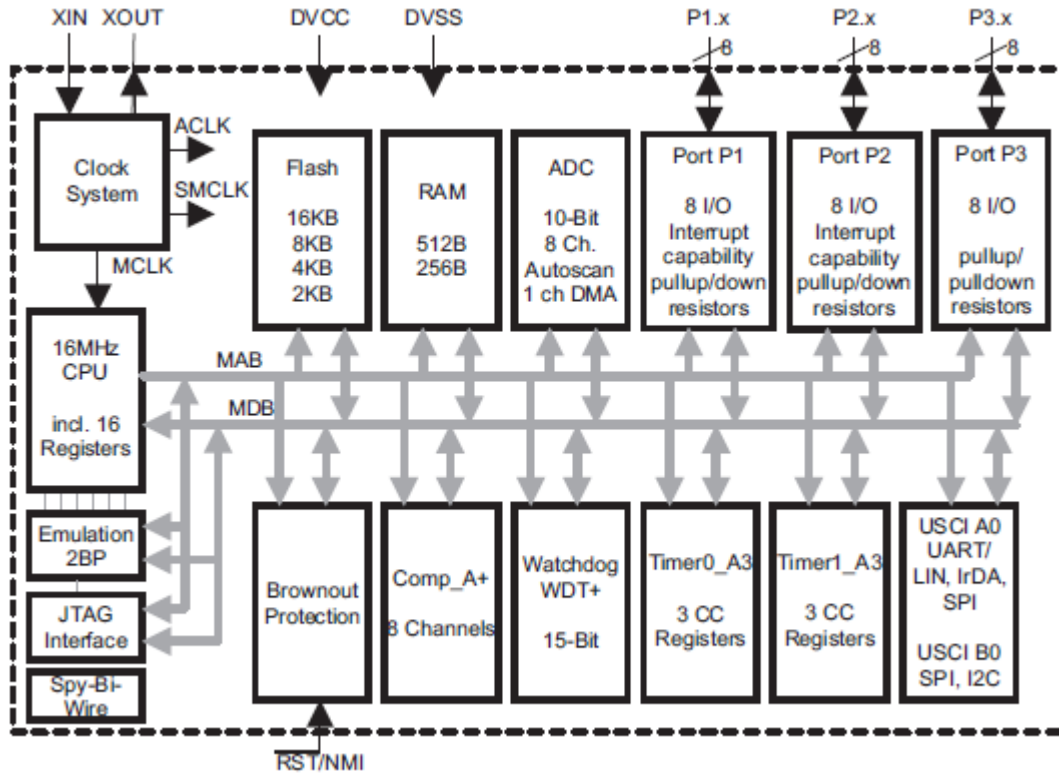 XIN XOUT DVCC DVSS P1.x P2.x P3.x
8 8 8
Clock
System
ACLK
SMCLK
MCLK
Flash
16KB
8KB
4KB
2KB
RAM
512B
256B
ADC
10-Bit
8 Ch.
Autoscan
1 ch DMA
Port P1
8 I/O
Interrupt
capability
pullup/down
resistors
Port P2
8 I/O
Interrupt
capability
pullup/down
resistors
Port P3
8 I/O
pullup/
pulldown
resistors
16MHz
CPU
incl. 16
Registers
MAB
MDB
Emulation
2BP
JTAG
Interface
Spy-Bi-
Wire
Brownout
Protection
Comp_A+
8 Channels
Watchdog
WDT+
15-Bit
Timer0_A3
3 CC
Registers
Timer1_A3
3 CC
Registers
USCI A0
UART/
LIN, IrDA,
SPI
USCI B0
SPI, I2C
RST/NMI